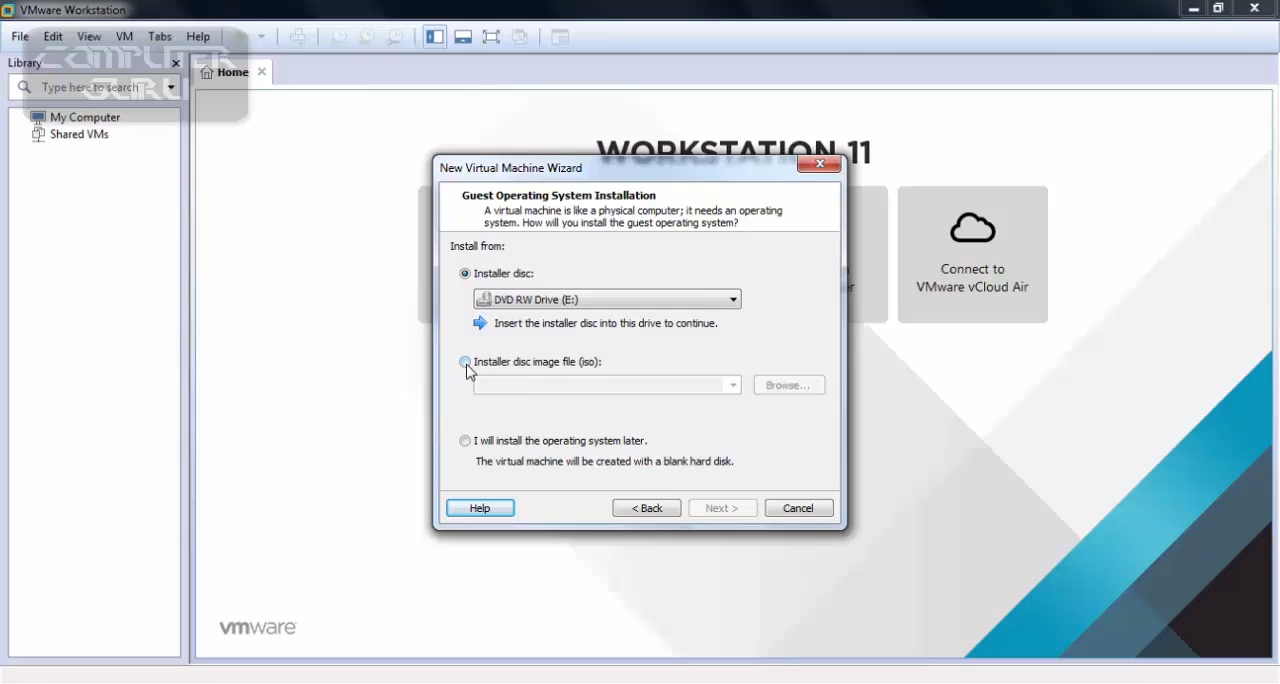 VMware Workstation
File Edit View VM Tabs Help
COMPUTER
GURU
Library
Type here to search
My Computer
Shared VMs
Home
WORKSTATION 11
New Virtual Machine Wizard
Guest Operating System Installation
A virtual machine is like a physical computer; it needs an operating
system. How will you install the guest operating system?
Install from:
Installer disc:
DVD RW Drive (E:)
Insert the installer disc into this drive to continue.
Installer disc image file (iso):
Browse...
I will install the operating system later.
The virtual machine will be created with a blank hard disk.
Help
< Back
Next >
Cancel
Connect to
VMware vCloud Air
vmware